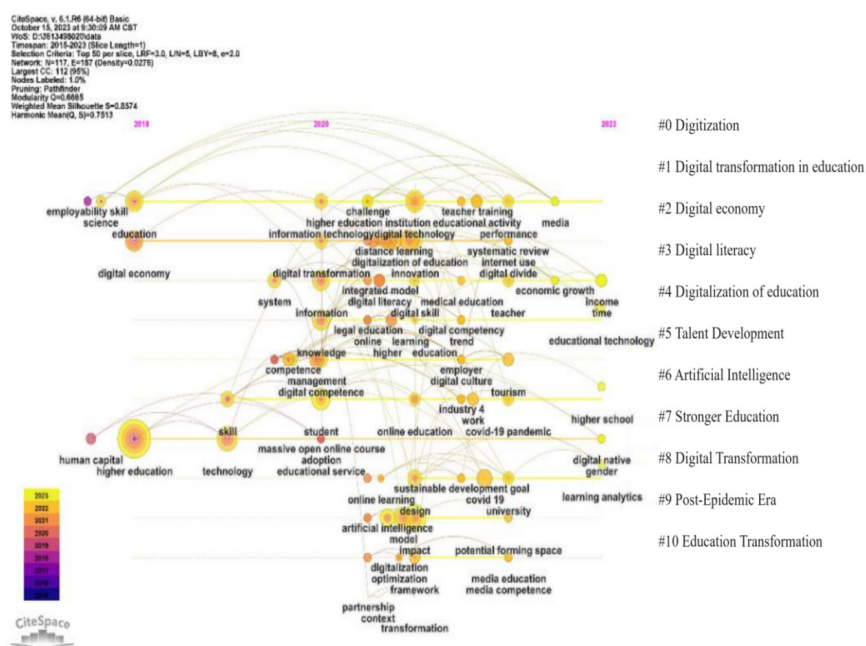 CiteSpace, v. 6.1.R6 (64-bit) Basic
October 15, 2023 at 9:30:09 AM CST
WoS: D:\3613498020\data
Timespan: 2015-2023 (Slice Length=1)
Selection Criteria: Top 50 per slice, LRF=3.0, L/N=5, LBY=8, e=2.0
Network: N=117, E=187 (Density=0.0276)
Largest CC: 112 (95%)
Nodes Labeled: 1.0%
Pruning: Pathfinder
Modularity Q=0.6685
Weighted Mean Silhouette S=0.8574
Harmonic Mean(Q, S)=0.7513
2018 2020 2023
#0 Digitization
#1 Digital transformation in education
#2 Digital economy
#3 Digital literacy
#4 Digitalization of education
#5 Talent Development
#6 Artificial Intelligence
#7 Stronger Education
#8 Digital Transformation
#9 Post-Epidemic Era
#10 Education Transformation
employability skill challenge teacher training
science higher education institution educational activity media
education information technology digital technology performance
distance learning systematic review
digitalization of education internet use
digital economy digital transformation innovation digital divide
integrated model economic growth
system digital literacy medical education income
information digital skill teacher time
legal education digital competency
online learning trend educational technology
knowledge higher education
competence employer
management digital culture
digital competence tourism
industry 4
skill student online education work higher school
massive open online course covid-19 pandemic
human capital adoption digital native
higher education technology educational service gender
sustainable development goal
online learning covid 19 learning analytics
design university
artificial intelligence
model
impact potential forming space
digitalization
optimization media education
framework media competence
partnership
context
transformation
2023
2022
2021
2020
2019
2018
2017
CiteSpace